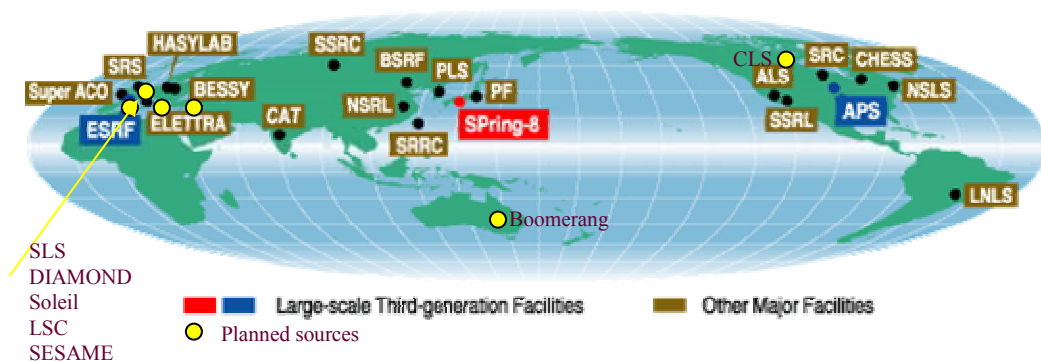 HASYLAB
SSRC
BSRF
PLS
SRS
CLS
SRC
CHESS
ALS
Super ACO
BESSY
NSRL
PF
NSLS
ESRF
ELETTRA
CAT
SPring-8
SSRL
APS
SRRC
LNLS
Boomerang
SLS
DIAMOND
Soleil
LSC
SESAME
Large-scale Third-generation Facilities
Other Major Facilities
Planned sources